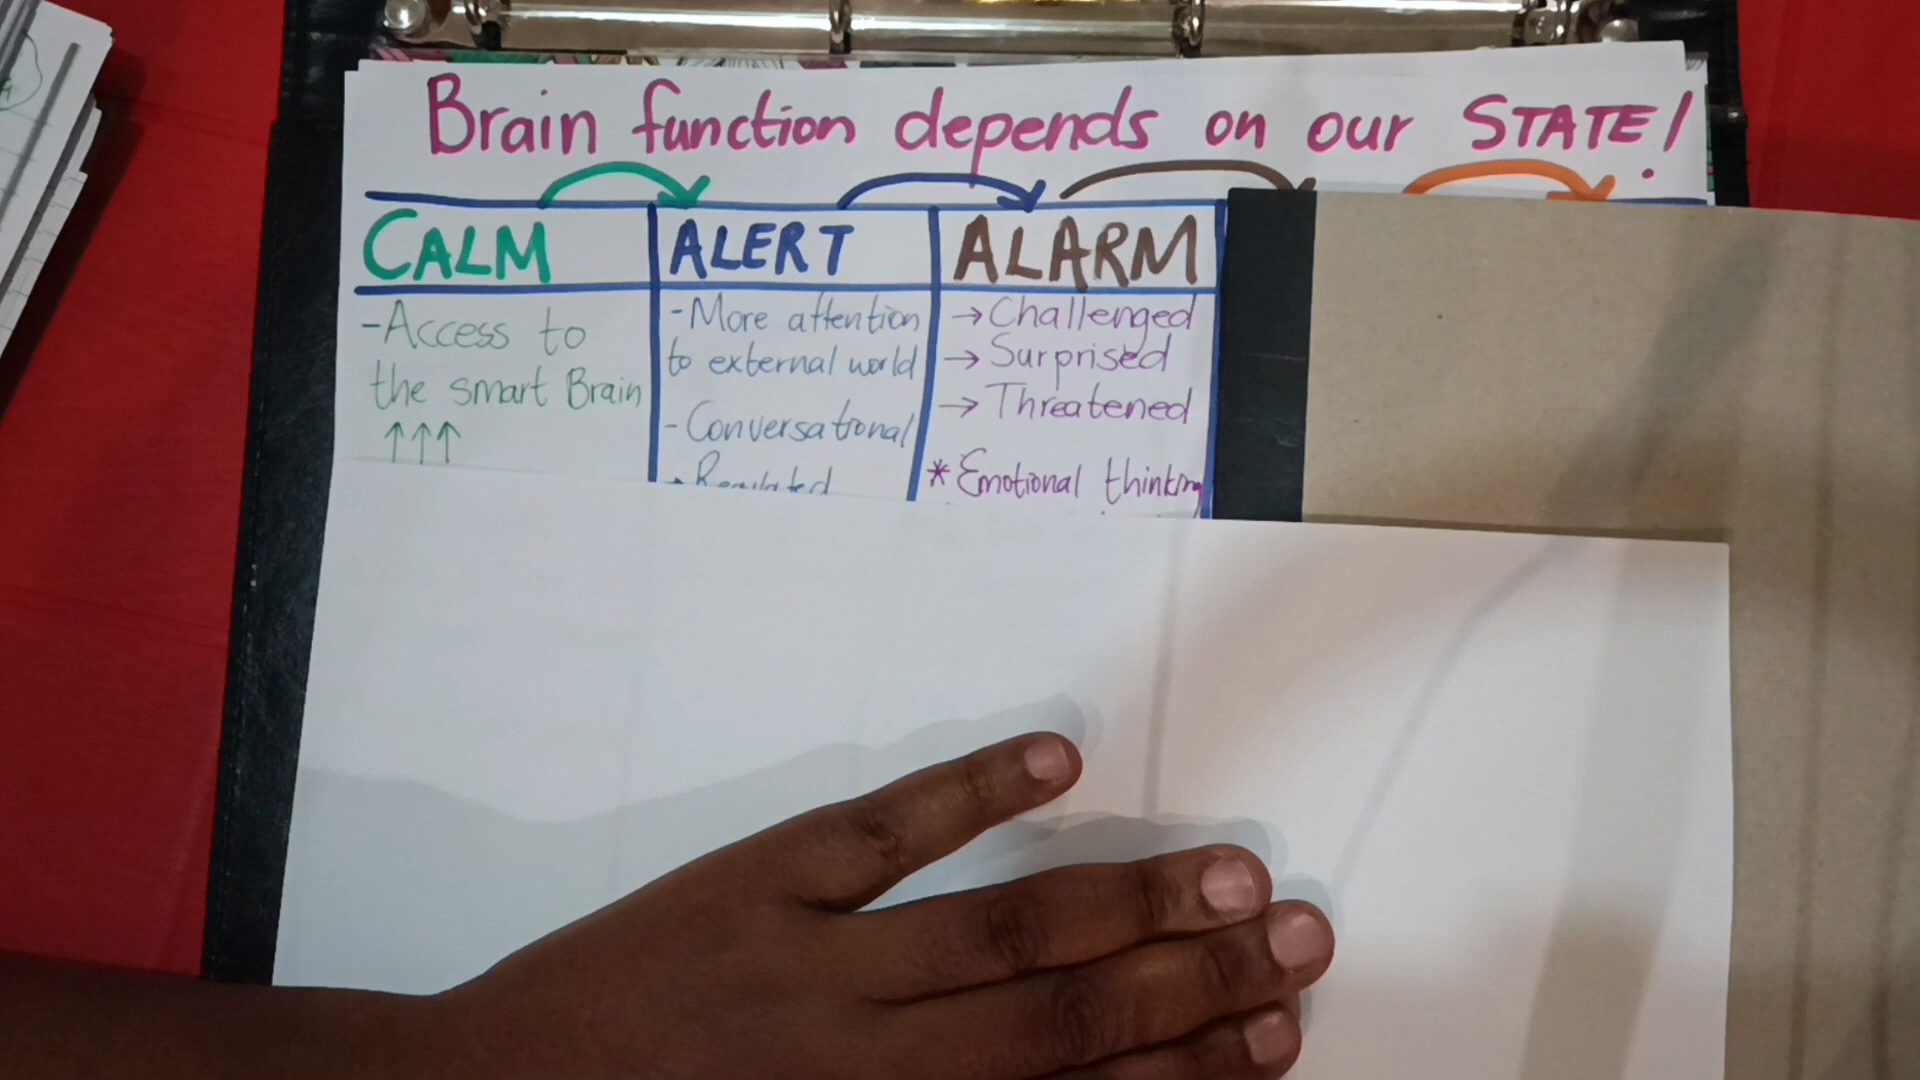 Brain function depends on our STATE!
CALM
-Access to
the smart Brain
↑↑↑
ALERT
-More attention
to external world
-Conversational
Regulated
ALARM
→ Challenged
→ Surprised
→ Threatened
* Emotional thinking